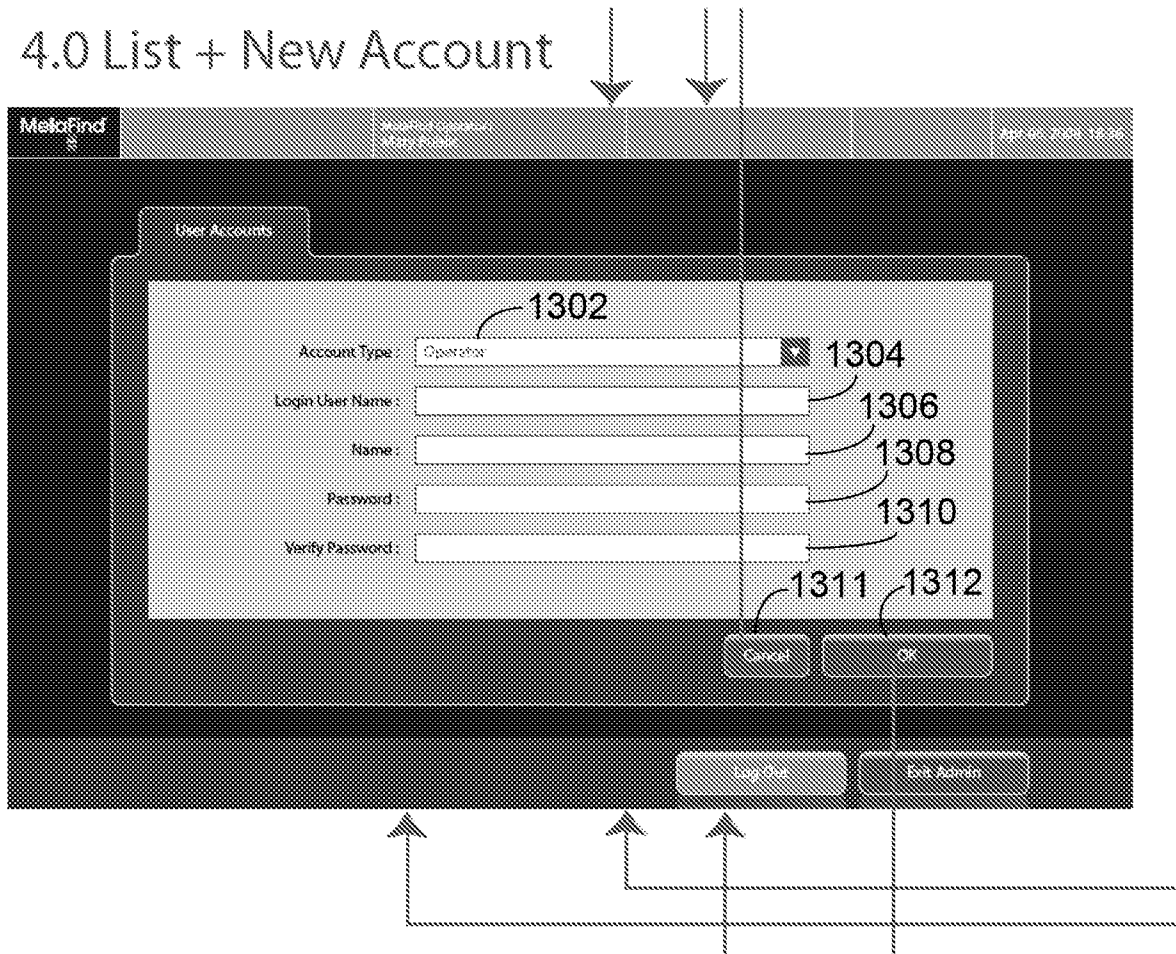 4.0 List + New Account
MelaFind
User Accounts
1302
Account Type : Operator
1304
Login User Name :
1306
Name :
1308
Password :
1310
Verify Password :
1311
1312
Cancel
OK
Log Out
Exit Admin